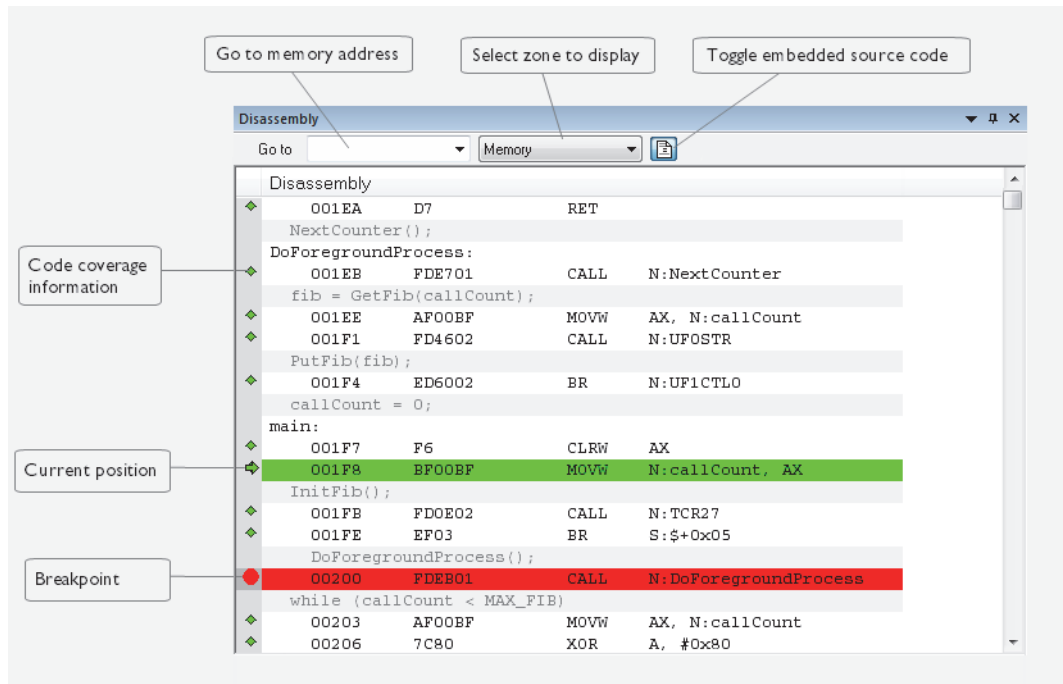 Go to memory address
Select zone to display
Toggle embedded source code
Disassembly
Go to
Memory
Disassembly
001EA D7 RET
NextCounter();
DoForegroundProcess:
Code coverage
information
001EB FDE701 CALL N:NextCounter
fib = GetFib(callCount);
001EE AF00BF MOVW AX, N:callCount
001F1 FD4602 CALL N:UF0STR
PutFib(fib);
001F4 ED6002 BR N:UF1CTL0
callCount = 0;
main:
001F7 F6 CLRW AX
Current position
001F8 BF00BF MOVW N:callCount, AX
InitFib();
001FB FD0E02 CALL N:TCR27
001FE EF03 BR S:$+0x05
DoForegroundProcess();
Breakpoint
00200 FDEB01 CALL N:DoForegroundProcess
while (callCount < MAX_FIB)
00203 AF00BF MOVW AX, N:callCount
00206 7C80 XOR A, #0x80